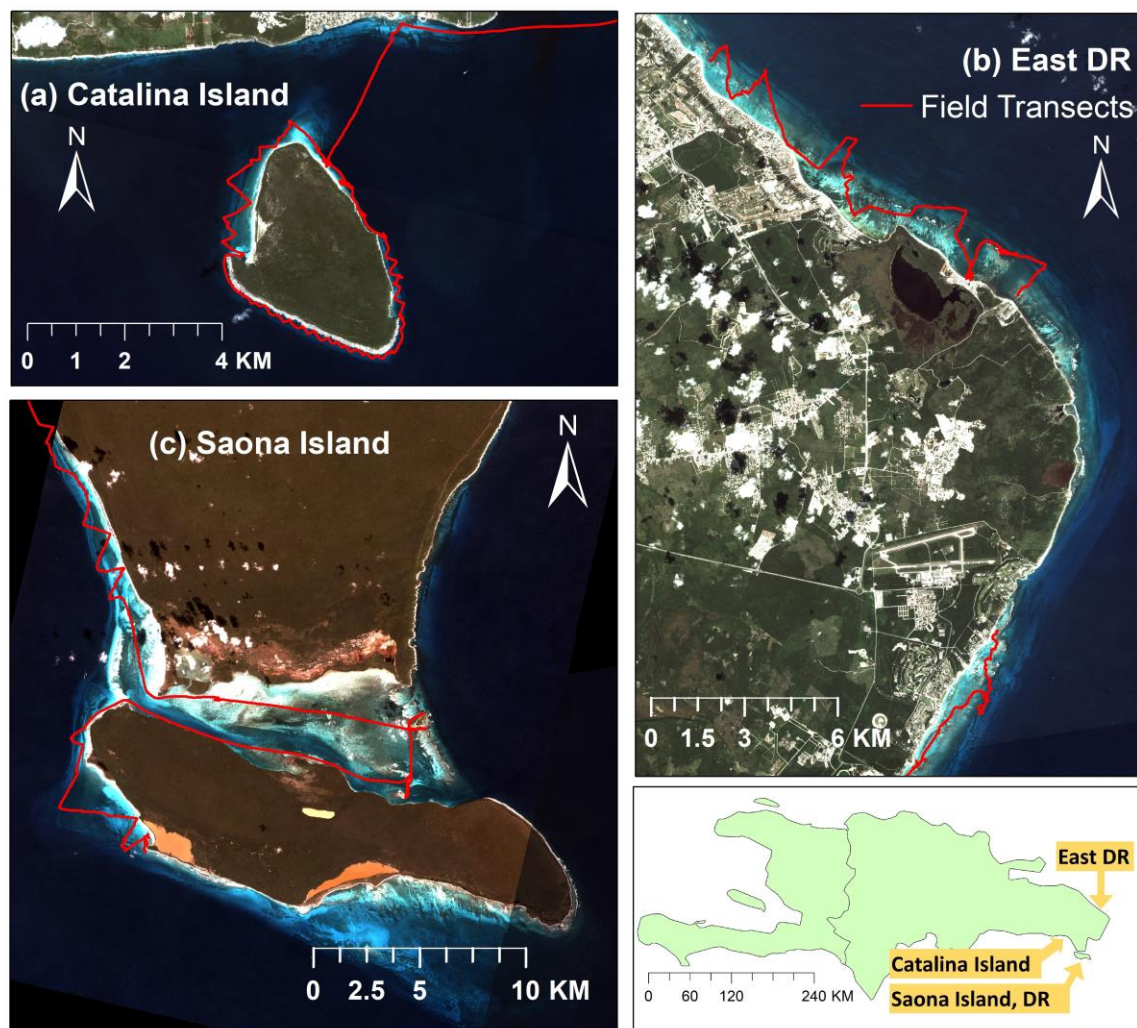 (a) Catalina Island
N
0 1 2 4 KM
(b) East DR
Field Transects
N
0 1.5 3 6 KM
(c) Saona Island
N
0 2.5 5 10 KM
East DR
Catalina Island
Saona Island, DR
0 60 120 240 KM